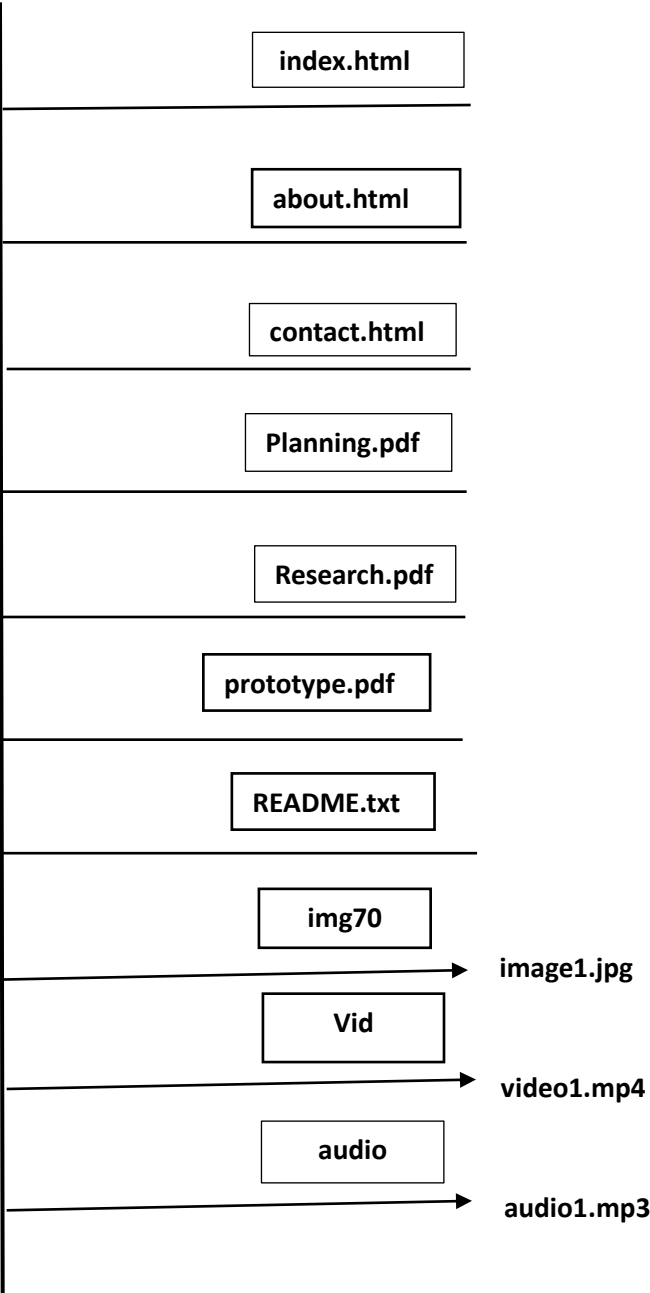 index.html
about.html
contact.html
Planning.pdf
Research.pdf
prototype.pdf
README.txt
img70
image1.jpg
Vid
video1.mp4
audio
audio1.mp3